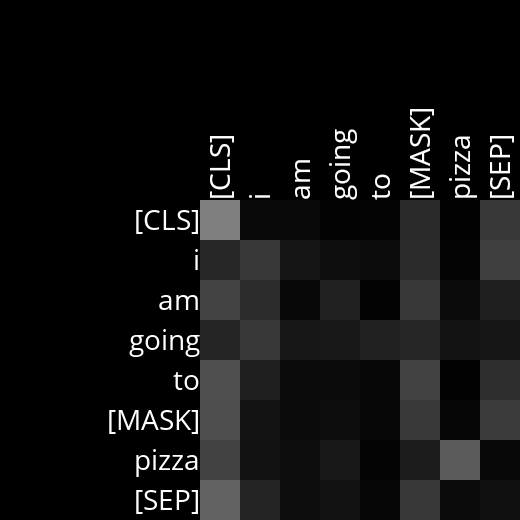 [CLS] i am going to [MASK] pizza [SEP]
[CLS]
i
am
going
to
[MASK]
pizza
[SEP]